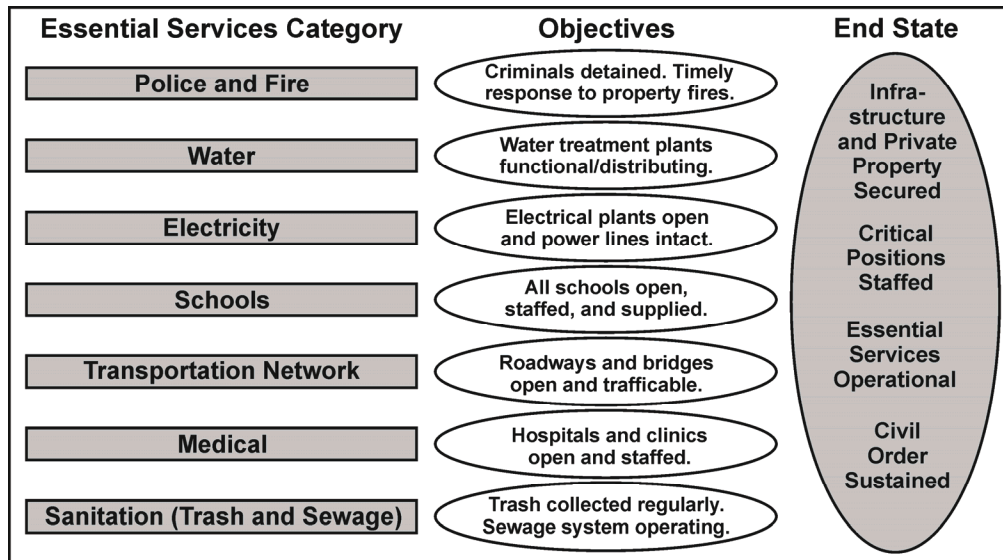 Essential Services Category
Objectives
End State
Police and Fire
Criminals detained. Timely
response to property fires.
Water
Water treatment plants
functional/distributing.
Electricity
Electrical plants open
and power lines intact.
Schools
All schools open,
staffed, and supplied.
Transportation Network
Roadways and bridges
open and trafficable.
Medical
Hospitals and clinics
open and staffed.
Sanitation (Trash and Sewage)
Trash collected regularly.
Sewage system operating.
Infra-
structure
and Private
Property
Secured
Critical
Positions
Staffed
Essential
Services
Operational
Civil
Order
Sustained